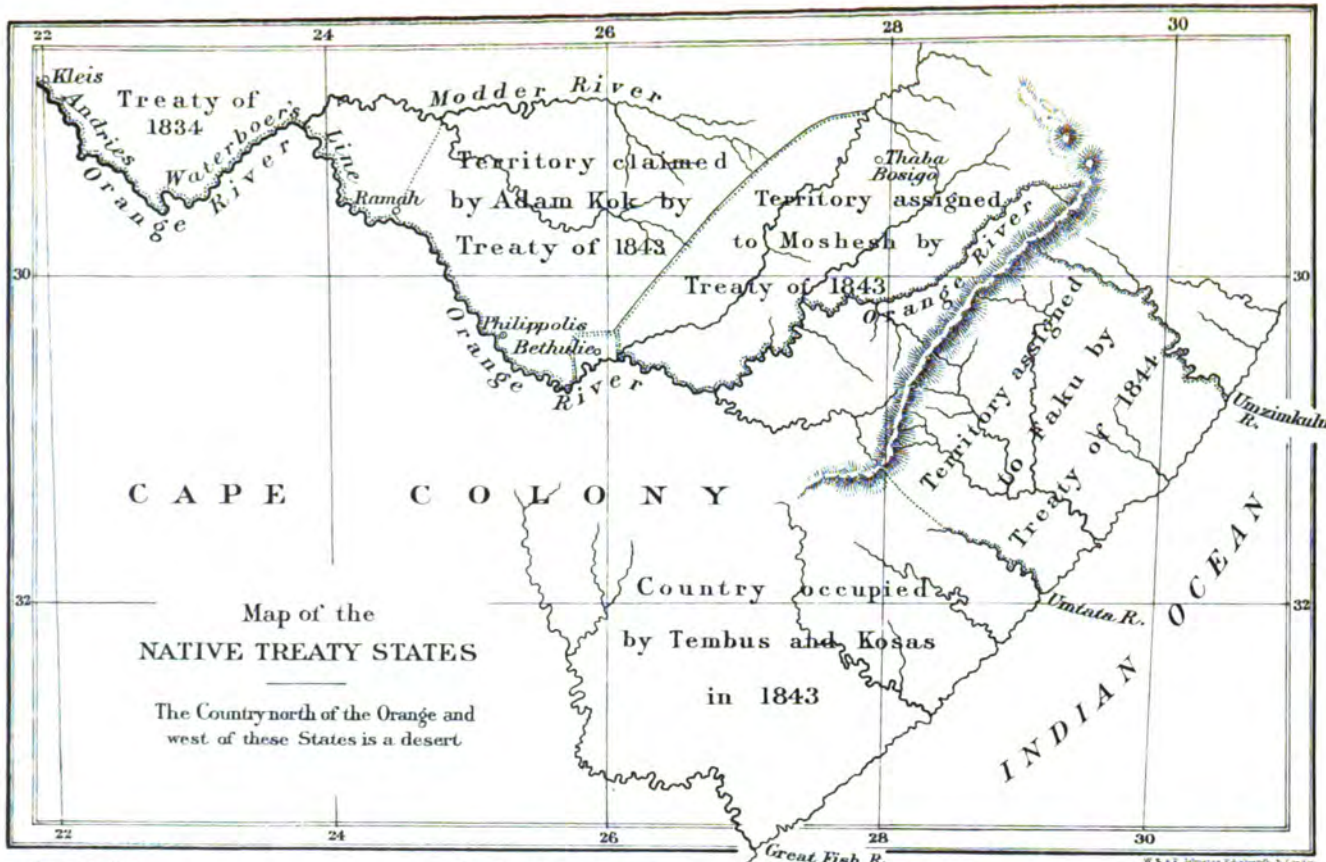 22 24 26 28 30
Kleis
Treaty of
1834
Andries
Waterboer's
Line
Orange
River
Modder River
Ramah
Territory claimed
by Adam Kok by
Treaty of 1843
Thaba
Bosigo
Territory assigned
to Moshesh by
Treaty of 1843
Orange River
30 30
Philippolis
Bethulie
Orange
River
Territory assigned
to Faku by
Treaty of 1844
Umzimkulu
R.
CAPE COLONY
INDIAN OCEAN
32 32
Country occupied
by Tembus and Kosas
in 1843
Umtata R.
Map of the
NATIVE TREATY STATES
The Country north of the Orange and
west of these States is a desert
22 24 26 28 30
Great Fish R.